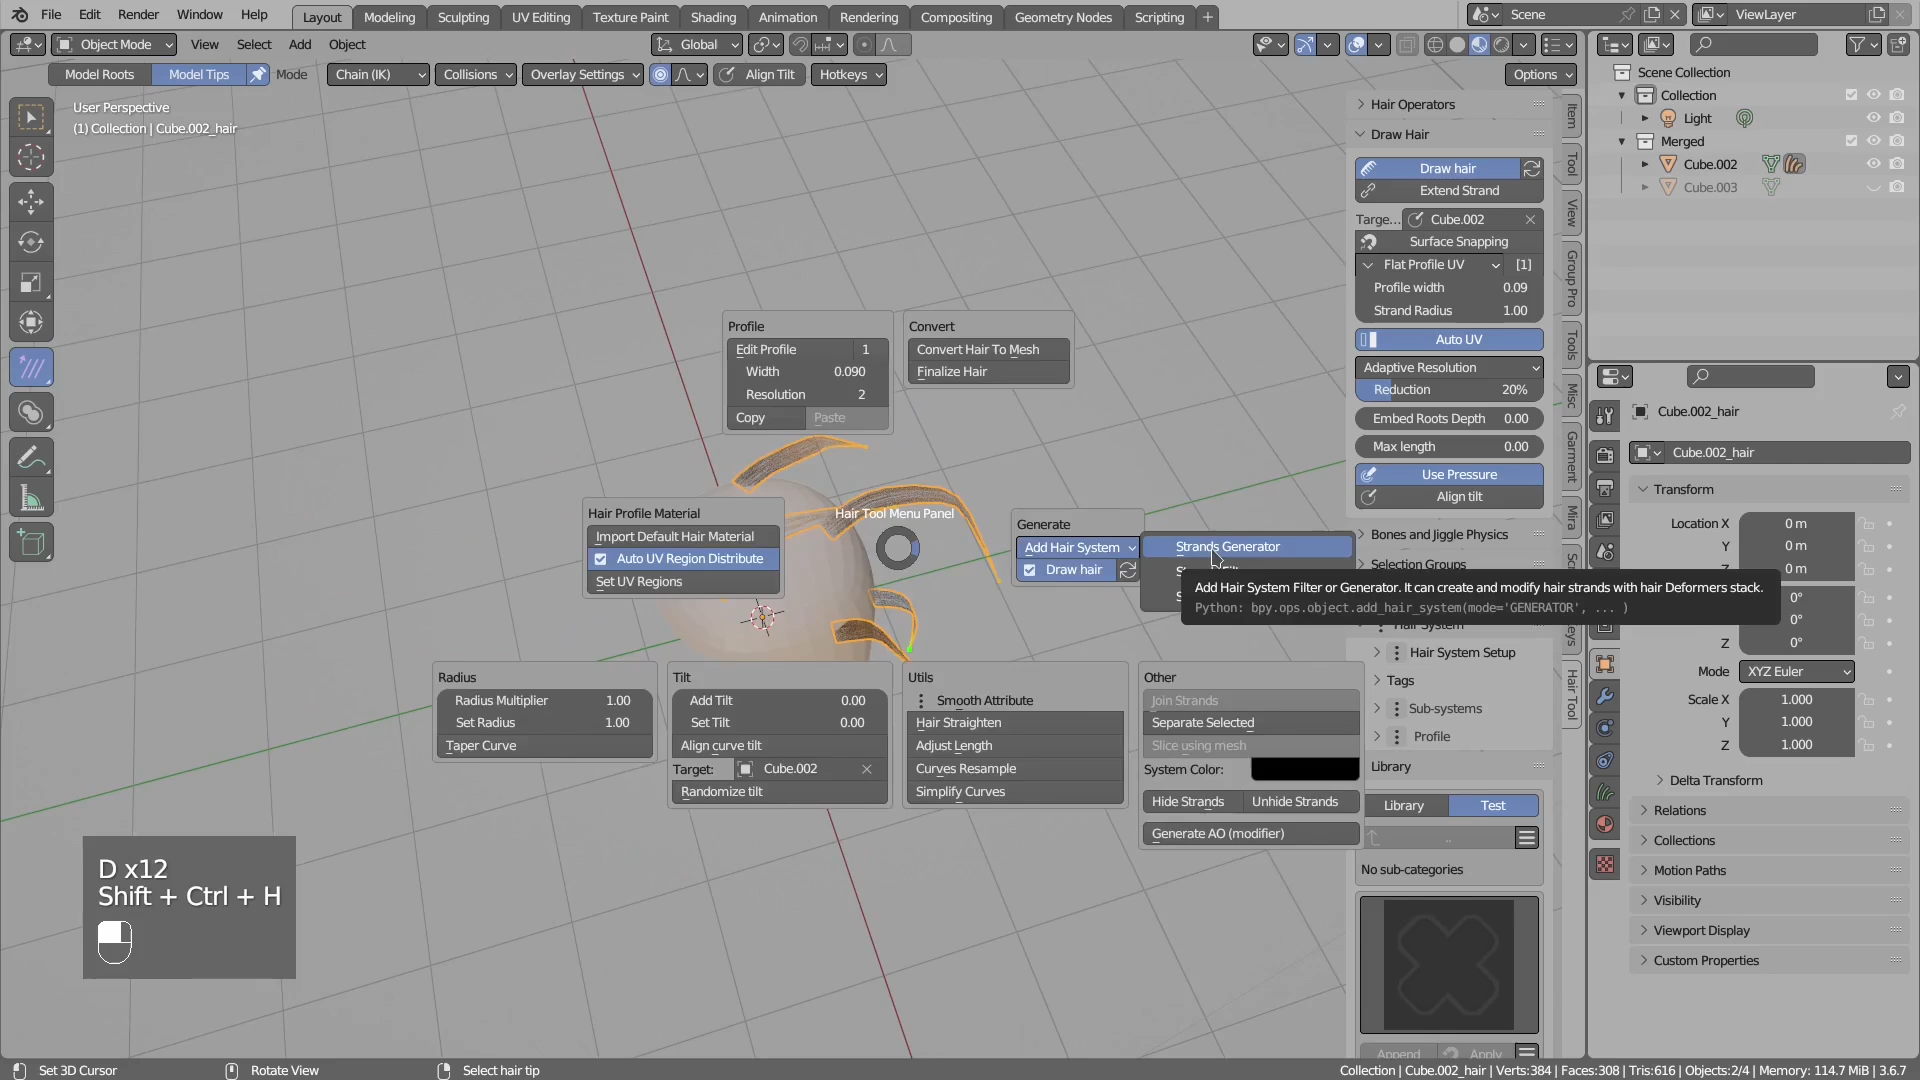 File Edit Render Window Help
Layout Modeling Sculpting UV Editing Texture Paint Shading Animation Rendering Compositing Geometry Nodes Scripting +
Scene
ViewLayer
Object Mode View Select Add Object
Global
Model Roots Model Tips Mode Chain (IK) Collisions Overlay Settings Align Tilt Hotkeys
Options
User Perspective
(1) Collection | Cube.002_hair
Profile
Edit Profile 1
Width 0.090
Resolution 2
Copy Paste
Convert
Convert Hair To Mesh
Finalize Hair
Hair Profile Material
Import Default Hair Material
Auto UV Region Distribute
Set UV Regions
Hair Tool Menu Panel
Generate
Add Hair System
Draw hair
Strands Generator
Add Hair System Filter or Generator. It can create and modify hair strands with hair Deformers stack.
Python: bpy.ops.object.add_hair_system(mode='GENERATOR', ... )
Radius
Radius Multiplier 1.00
Set Radius 1.00
Taper Curve
Tilt
Add Tilt 0.00
Set Tilt 0.00
Align curve tilt
Target: Cube.002
Randomize tilt
Utils
Smooth Attribute
Hair Straighten
Adjust Length
Curves Resample
Simplify Curves
Other
Join Strands
Separate Selected
Slice using mesh
System Color:
Hide Strands Unhide Strands
Generate AO (modifier)
Hair Operators
Draw Hair
Draw hair
Extend Strand
Targe... Cube.002
Surface Snapping
Flat Profile UV [1]
Profile width 0.09
Strand Radius 1.00
Auto UV
Adaptive Resolution
Reduction 20%
Embed Roots Depth 0.00
Max length 0.00
Use Pressure
Align tilt
Bones and Jiggle Physics
Selection Groups
Hair System
Hair System Setup
Tags
Sub-systems
Profile
Library
Library Test
..
No sub-categories
Append Apply
Item
Tool
View
Group Pro
Tools
Misc
Garment
Mira
Hair Tool
Scene Collection
Collection
Light
Merged
Cube.002
Cube.003
Cube.002_hair
Cube.002_hair
Transform
Location X 0 m
Y 0 m
Z 0 m
0°
0°
Z 0°
Mode XYZ Euler
Scale X 1.000
Y 1.000
Z 1.000
Delta Transform
Relations
Collections
Motion Paths
Visibility
Viewport Display
Custom Properties
D x12
Shift + Ctrl + H
Set 3D Cursor Rotate View Select hair tip
Collection | Cube.002_hair | Verts:384 | Faces:308 | Tris:616 | Objects:2/4 | Memory: 114.7 MiB | 3.6.7